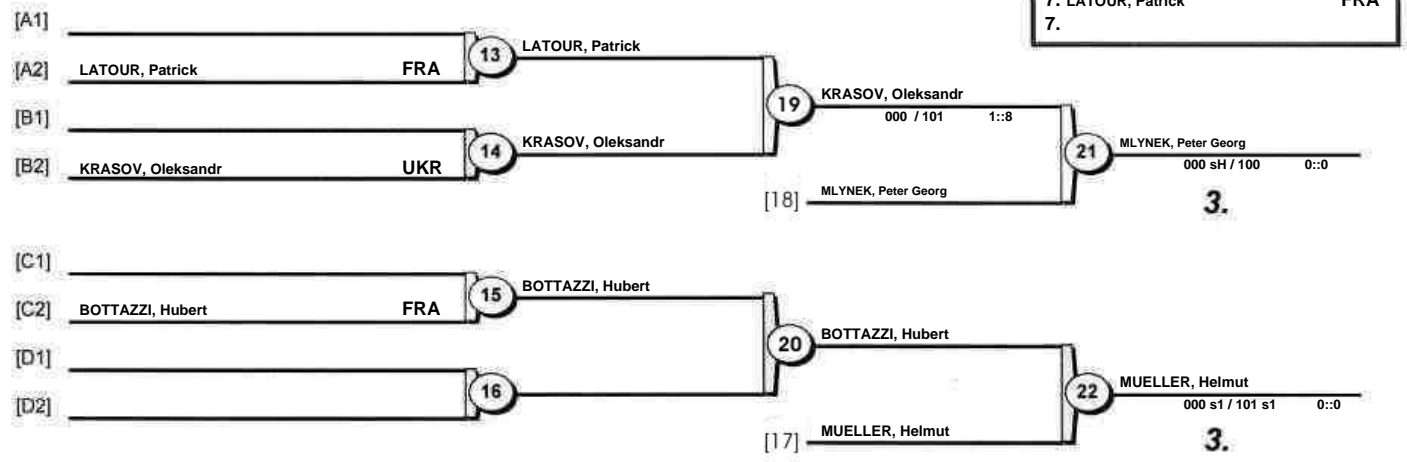 7. LATOUR, Patrick FRA
7.
[A1]
13 LATOUR, Patrick
[A2] LATOUR, Patrick FRA
19 KRASOV, Oleksandr
000 / 101 1::8
[B1]
14 KRASOV, Oleksandr
21 MLYNEK, Peter Georg
000 sH / 100 0::0
[B2] KRASOV, Oleksandr UKR
[18] MLYNEK, Peter Georg
3.
[C1]
15 BOTTAZZI, Hubert
[C2] BOTTAZZI, Hubert FRA
20 BOTTAZZI, Hubert
[D1]
16
22 MUELLER, Helmut
000 s1 / 101 s1 0::0
[D2]
[17] MUELLER, Helmut
3.